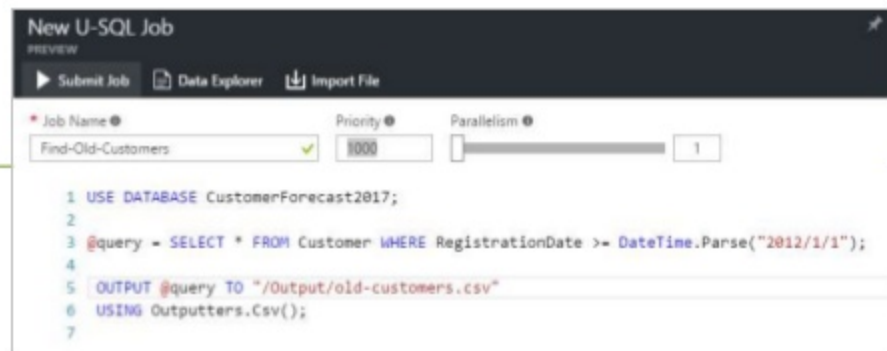 New U-SQL Job
PREVIEW
Submit Job Data Explorer Import File
* Job Name Priority Parallelism
Find-Old-Customers 1000 1
1 USE DATABASE CustomerForecast2017;
2
3 @query = SELECT * FROM Customer WHERE RegistrationDate >= DateTime.Parse("2012/1/1");
4
5 OUTPUT @query TO "/Output/old-customers.csv"
6 USING Outputters.Csv();
7